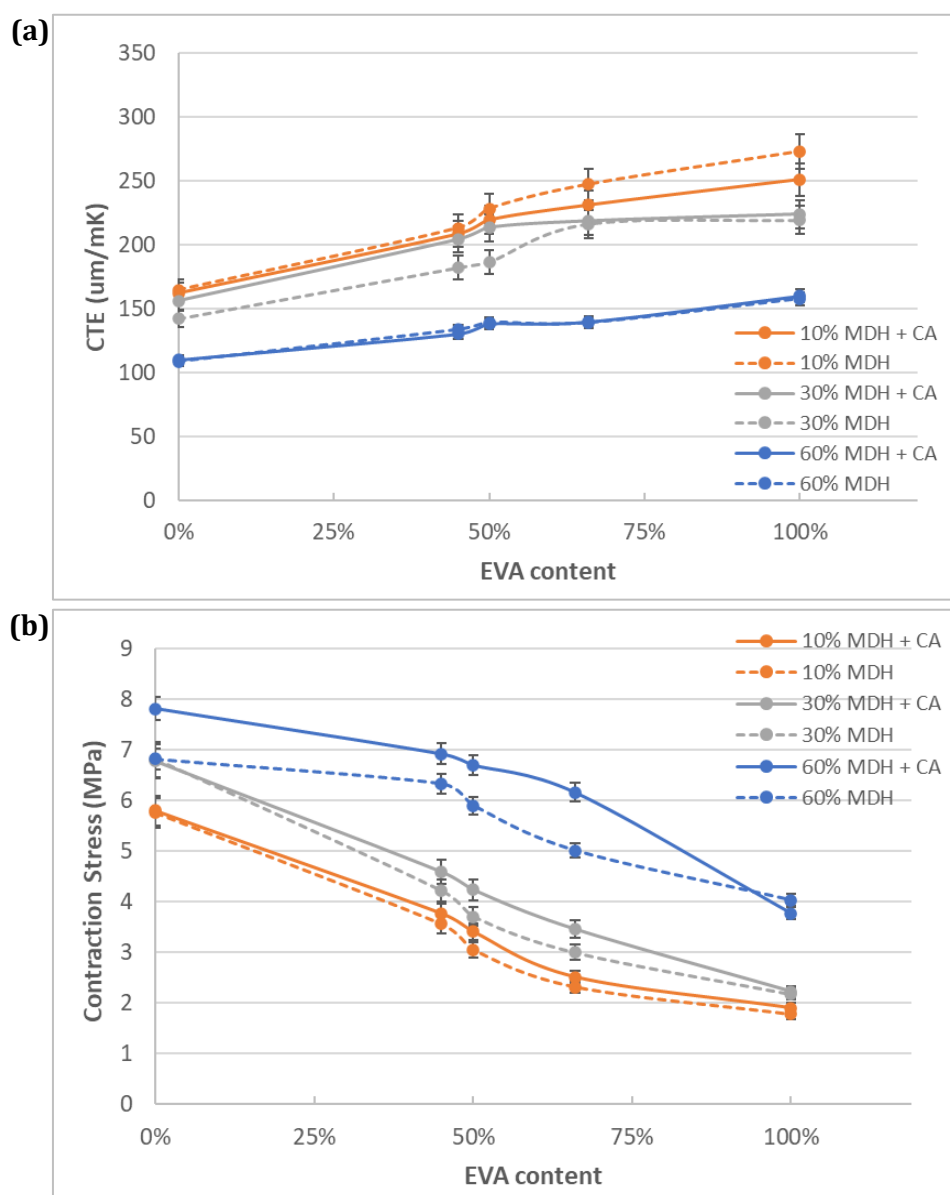 (a)
350
300
250
200
150
100
50
0
CTE (um/mK)
10% MDH + CA
10% MDH
30% MDH + CA
30% MDH
60% MDH + CA
60% MDH
0% 25% 50% 75% 100%
EVA content
(b)
9
8
7
6
5
4
3
2
1
0
Contraction Stress (MPa)
10% MDH + CA
10% MDH
30% MDH + CA
30% MDH
60% MDH + CA
60% MDH
0% 25% 50% 75% 100%
EVA content